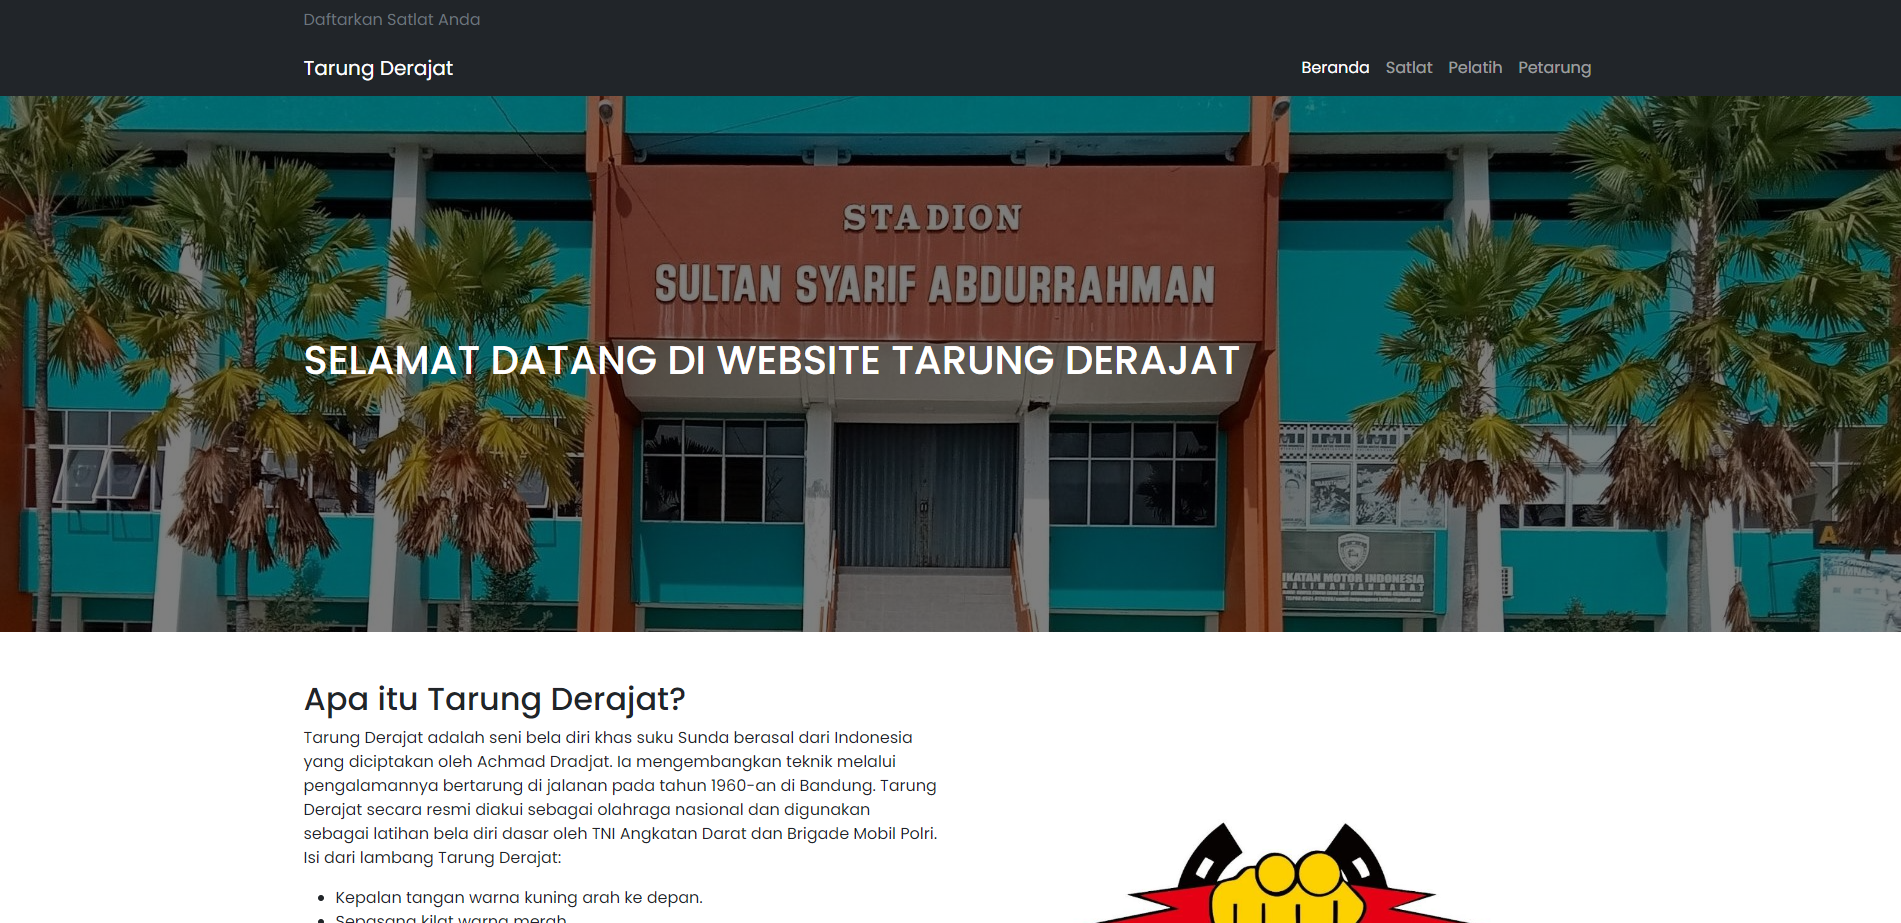 Daftarkan Satlat Anda
Tarung Derajat
Beranda Satlat Pelatih Petarung
STADION
SULTAN SYARIF ABDURRAHMAN
SELAMAT DATANG DI WEBSITE TARUNG DERAJAT
IKATAN MOTOR INDONESIA
KALIMANTAN BARAT
Apa itu Tarung Derajat?
Tarung Derajat adalah seni bela diri khas suku Sunda berasal dari Indonesia
yang diciptakan oleh Achmad Dradjat. Ia mengembangkan teknik melalui
pengalamannya bertarung di jalanan pada tahun 1960-an di Bandung. Tarung
Derajat secara resmi diakui sebagai olahraga nasional dan digunakan
sebagai latihan bela diri dasar oleh TNI Angkatan Darat dan Brigade Mobil Polri.
Isi dari lambang Tarung Derajat:
• Kepalan tangan warna kuning arah ke depan.
• Sepasang kilat warna merah